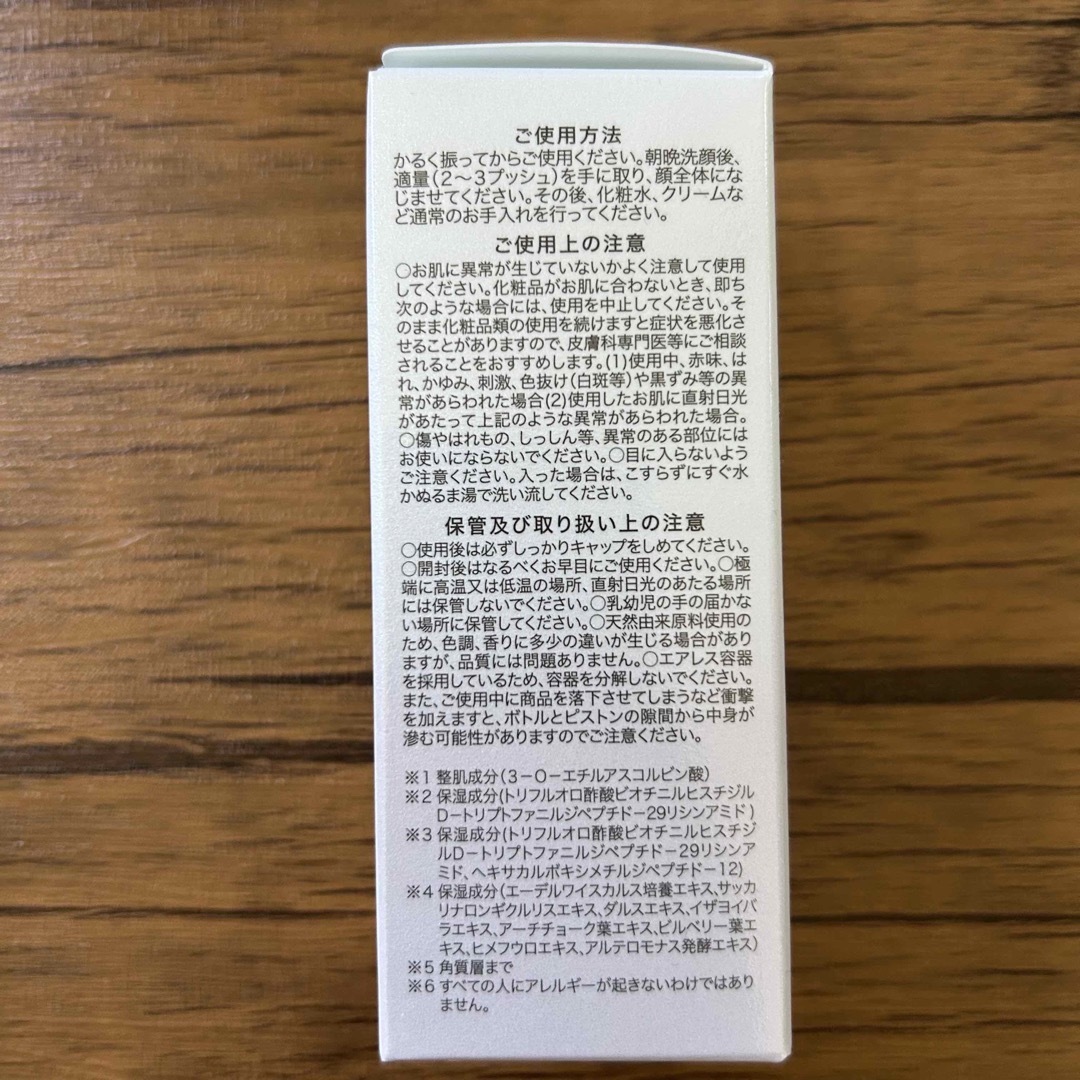 ご使用方法
かるく振ってからご使用ください。朝晩洗顔後、
適量(2～3プッシュ)を手に取り、顔全体にな
じませてください。その後、化粧水、クリームな
ど通常のお手入れを行ってください。
ご使用上の注意
○お肌に異常が生じていないかよく注意して使用
してください。化粧品がお肌に合わないとき、即ち
次のような場合には、使用を中止してください。そ
のまま化粧品類の使用を続けますと症状を悪化さ
せることがありますので、皮膚科専門医等にご相談
されることをおすすめします。(1)使用中、赤味、は
れ、かゆみ、刺激、色抜け(白斑等)や黒ずみ等の異
常があらわれた場合(2)使用したお肌に直射日光
があたって上記のような異常があらわれた場合。
○傷やはれもの、しっしん等、異常のある部位には
お使いにならないでください。○目に入らないよう
ご注意ください。入った場合は、こすらずにすぐ水
かぬるま湯で洗い流してください。
保管及び取り扱い上の注意
○使用後は必ずしっかりキャップをしめてください。
○開封後はなるべくお早目にご使用ください。○極
端に高温又は低温の場所、直射日光のあたる場所
には保管しないでください。○乳幼児の手の届かな
い場所に保管してください。○天然由来原料使用の
ため、色調、香りに多少の違いが生じる場合があり
ますが、品質には問題ありません。○エアレス容器
を採用しているため、容器を分解しないでください。
また、ご使用中に商品を落下させてしまうなど衝撃
を加えますと、ボトルとピストンの隙間から中身が
滲む可能性がありますのでご注意ください。
※1 整肌成分(3－O－エチルアスコルビン酸)
※2 保湿成分(トリフルオロ酢酸ビオチニルヒスチジル
D－トリプトファニルジペプチド－29リシンアミド)
※3 保湿成分(トリフルオロ酢酸ビオチニルヒスチジ
ルD－トリプトファニルジペプチド－29リシンア
ミド、ヘキサカルボキシメチルジペプチド－12)
※4 保湿成分(エーデルワイスカルス培養エキス、サッカ
リナロンギクルリスエキス、ダルスエキス、イザヨイバ
ラエキス、アーチチョーク葉エキス、ビルベリー葉エ
キス、ヒメフウロエキス、アルテロモナス発酵エキス)
※5 角質層まで
※6 すべての人にアレルギーが起きないわけではあり
ません。